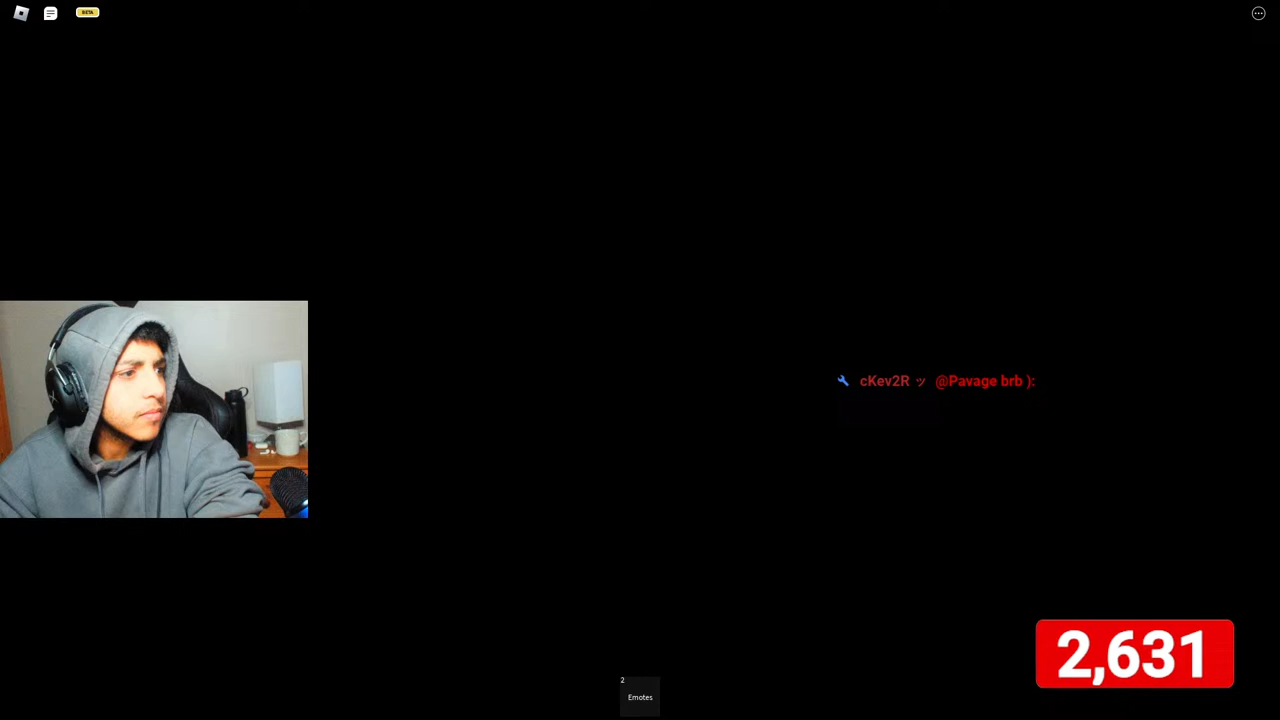 BETA
cKev2R ッ @Pavage brb ):
2,631
2
Emotes